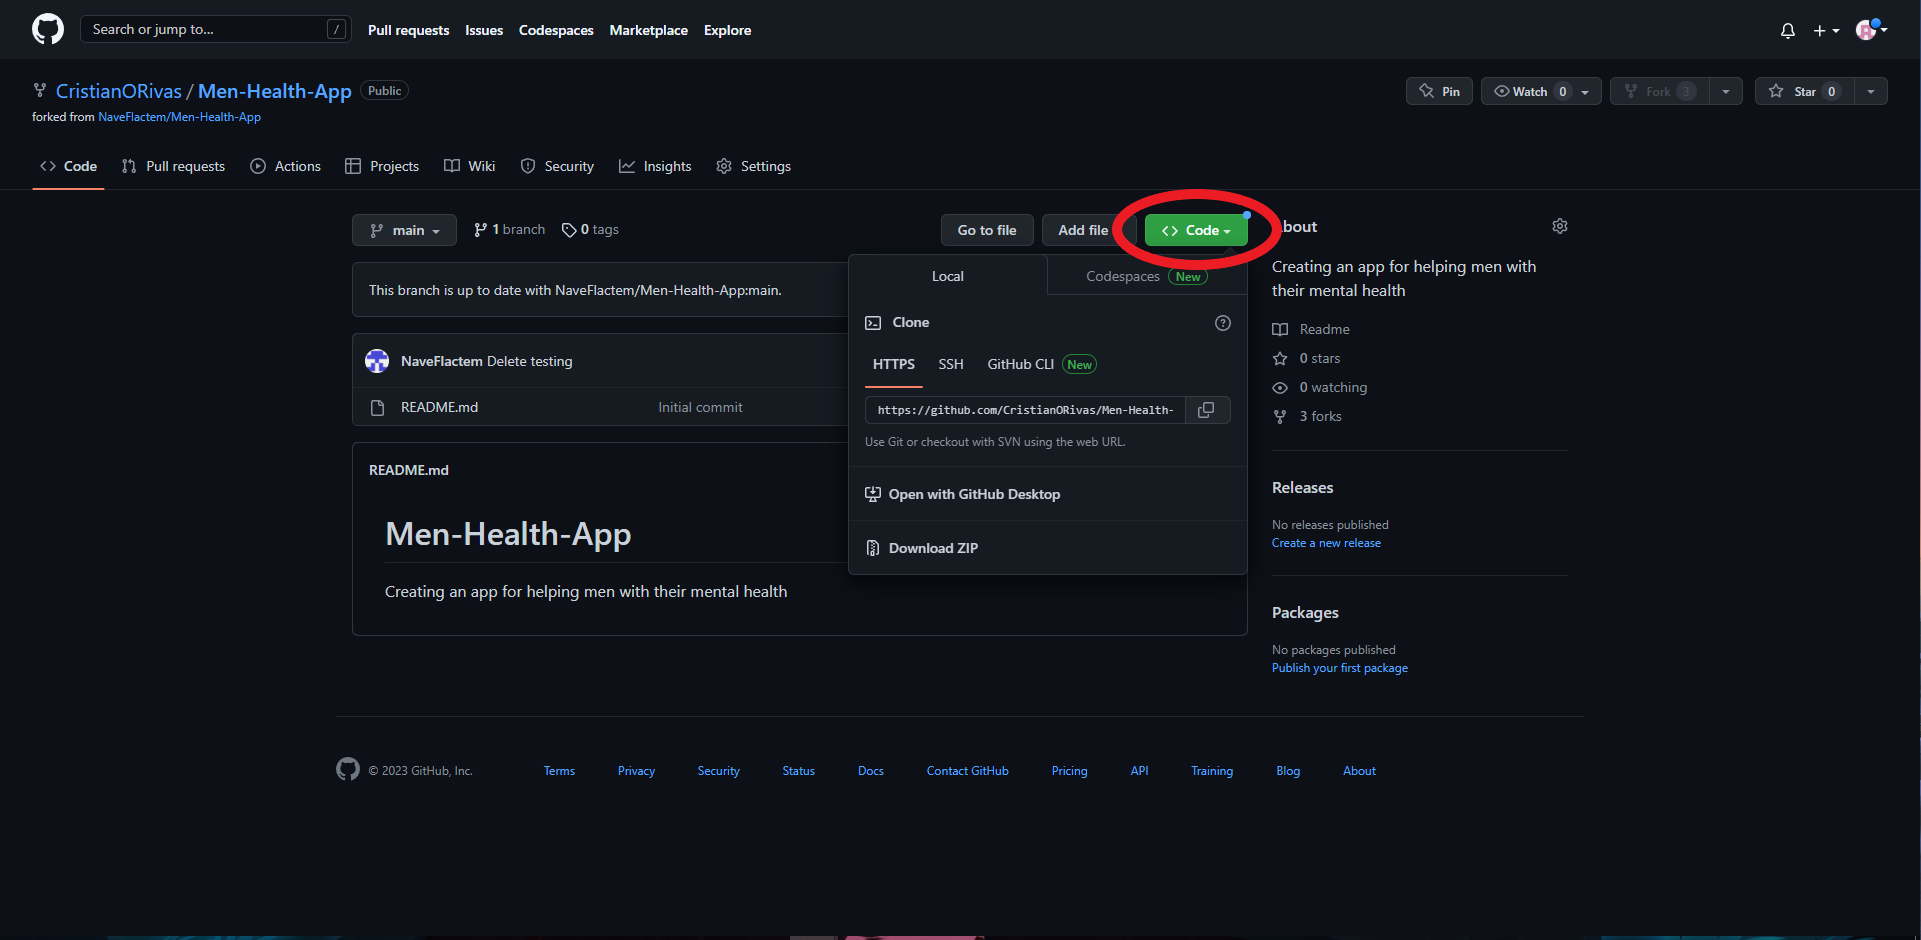 Search or jump to... /
Pull requests Issues Codespaces Marketplace Explore
CristianORivas / Men-Health-App Public
forked from NaveFlactem/Men-Health-App
Pin Watch 0 Fork 3 Star 0
Code Pull requests Actions Projects Wiki Security Insights Settings
main 1 branch 0 tags Go to file Add file Code
This branch is up to date with NaveFlactem/Men-Health-App:main.
NaveFlactem Delete testing
README.md Initial commit
README.md
Men-Health-App
Creating an app for helping men with their mental health
Local Codespaces New
Clone
HTTPS SSH GitHub CLI New
https://github.com/CristianORivas/Men-Health-
Use Git or checkout with SVN using the web URL.
Open with GitHub Desktop
Download ZIP
bout
Creating an app for helping men with
their mental health
Readme
0 stars
0 watching
3 forks
Releases
No releases published
Create a new release
Packages
No packages published
Publish your first package
© 2023 GitHub, Inc. Terms Privacy Security Status Docs Contact GitHub Pricing API Training Blog About